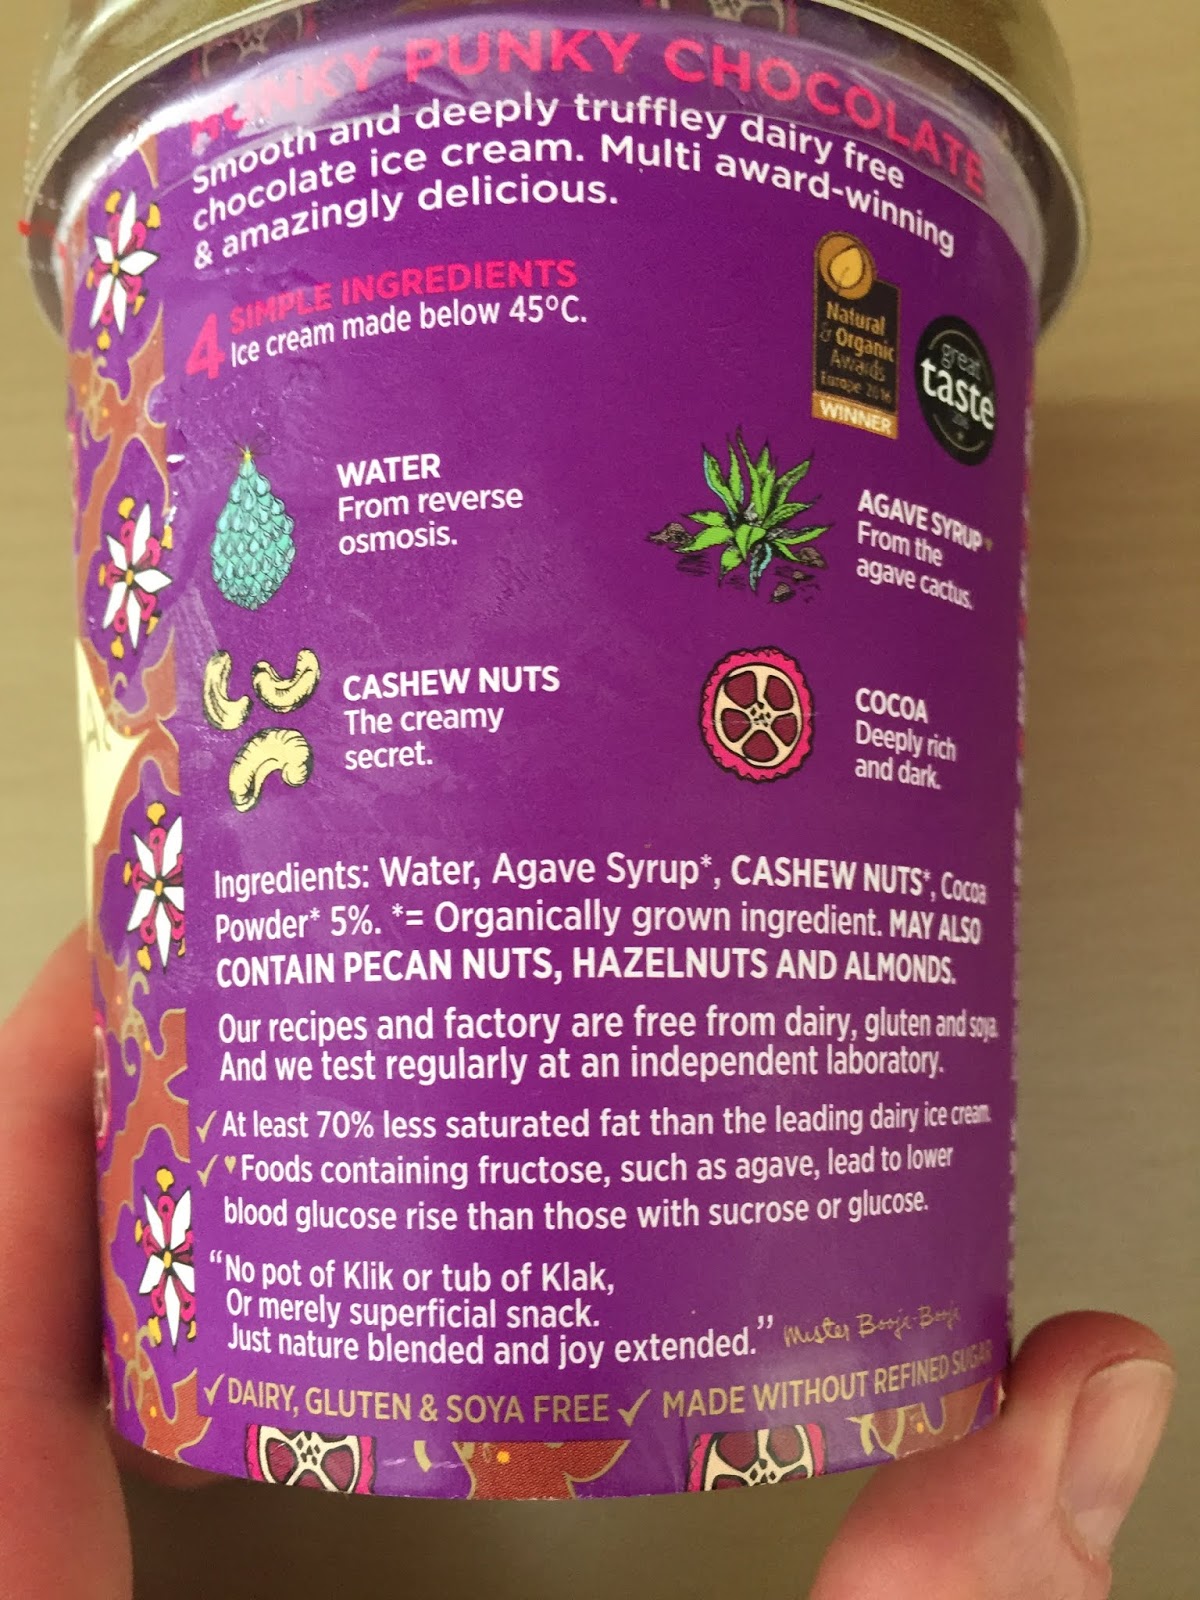 HUNKY PUNKY CHOCOLATE
Smooth and deeply truffley dairy free
chocolate ice cream. Multi award-winning
& amazingly delicious.
4 SIMPLE INGREDIENTS
Ice cream made below 45°C.
Natural
& Organic
Awards
Europe 2016
WINNER
great
taste
WATER
From reverse
osmosis.
AGAVE SYRUP♥
From the
agave cactus.
CASHEW NUTS
The creamy
secret.
COCOA
Deeply rich
and dark.
Ingredients: Water, Agave Syrup*, CASHEW NUTS*, Cocoa
Powder* 5%. *= Organically grown ingredient. MAY ALSO
CONTAIN PECAN NUTS, HAZELNUTS AND ALMONDS.
Our recipes and factory are free from dairy, gluten and soya.
And we test regularly at an independent laboratory.
✓ At least 70% less saturated fat than the leading dairy ice cream.
✓ ♥Foods containing fructose, such as agave, lead to lower
blood glucose rise than those with sucrose or glucose.
“No pot of Klik or tub of Klak,
Or merely superficial snack.
Just nature blended and joy extended.” Mister Booja-Booja
✓ DAIRY, GLUTEN & SOYA FREE ✓ MADE WITHOUT REFINED SUGAR